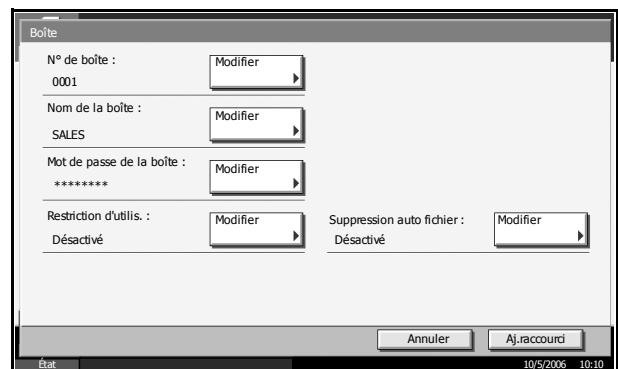 Boîte
N° de boîte :
0001
Modifier
Nom de la boîte :
SALES
Modifier
Mot de passe de la boîte :
********
Modifier
Restriction d'utilis. :
Désactivé
Modifier
Suppression auto fichier :
Désactivé
Modifier
Annuler
Aj.raccourci
État
10/5/2006 10:10